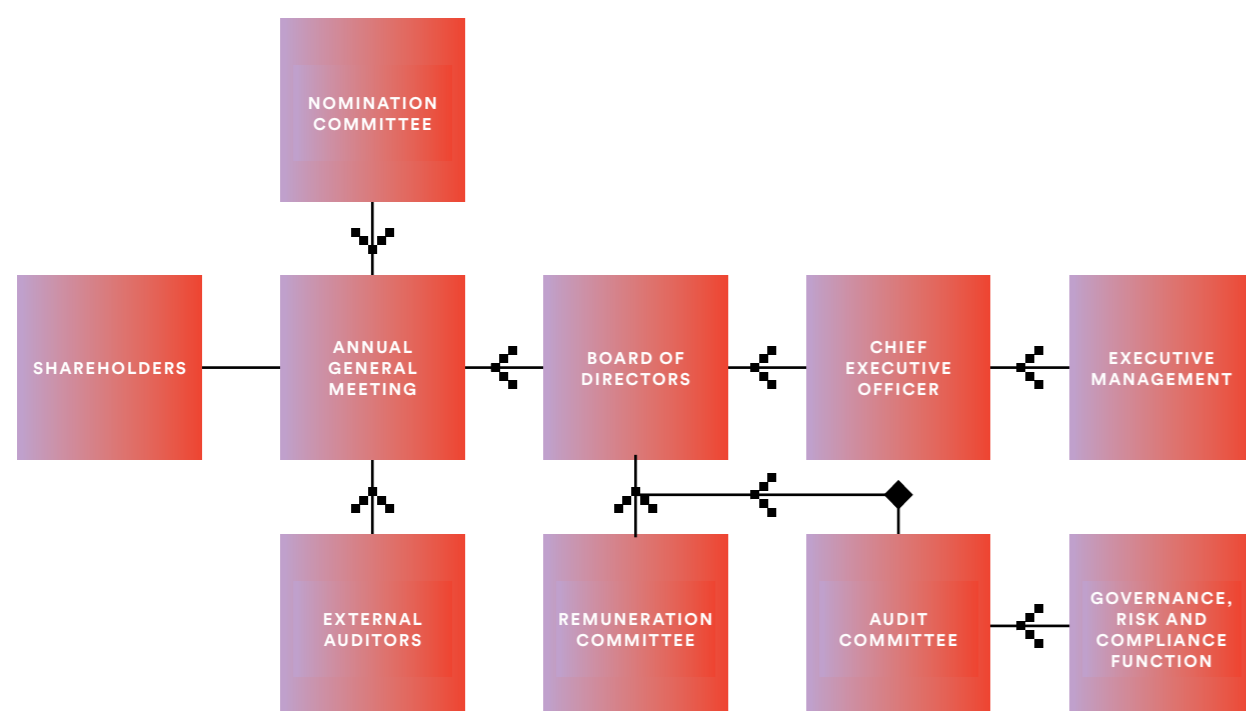 NOMINATION
COMMITTEE
SHAREHOLDERS
ANNUAL
GENERAL
MEETING
BOARD OF
DIRECTORS
CHIEF
EXECUTIVE
OFFICER
EXECUTIVE
MANAGEMENT
EXTERNAL
AUDITORS
REMUNERATION
COMMITTEE
AUDIT
COMMITTEE
GOVERNANCE,
RISK AND
COMPLIANCE
FUNCTION